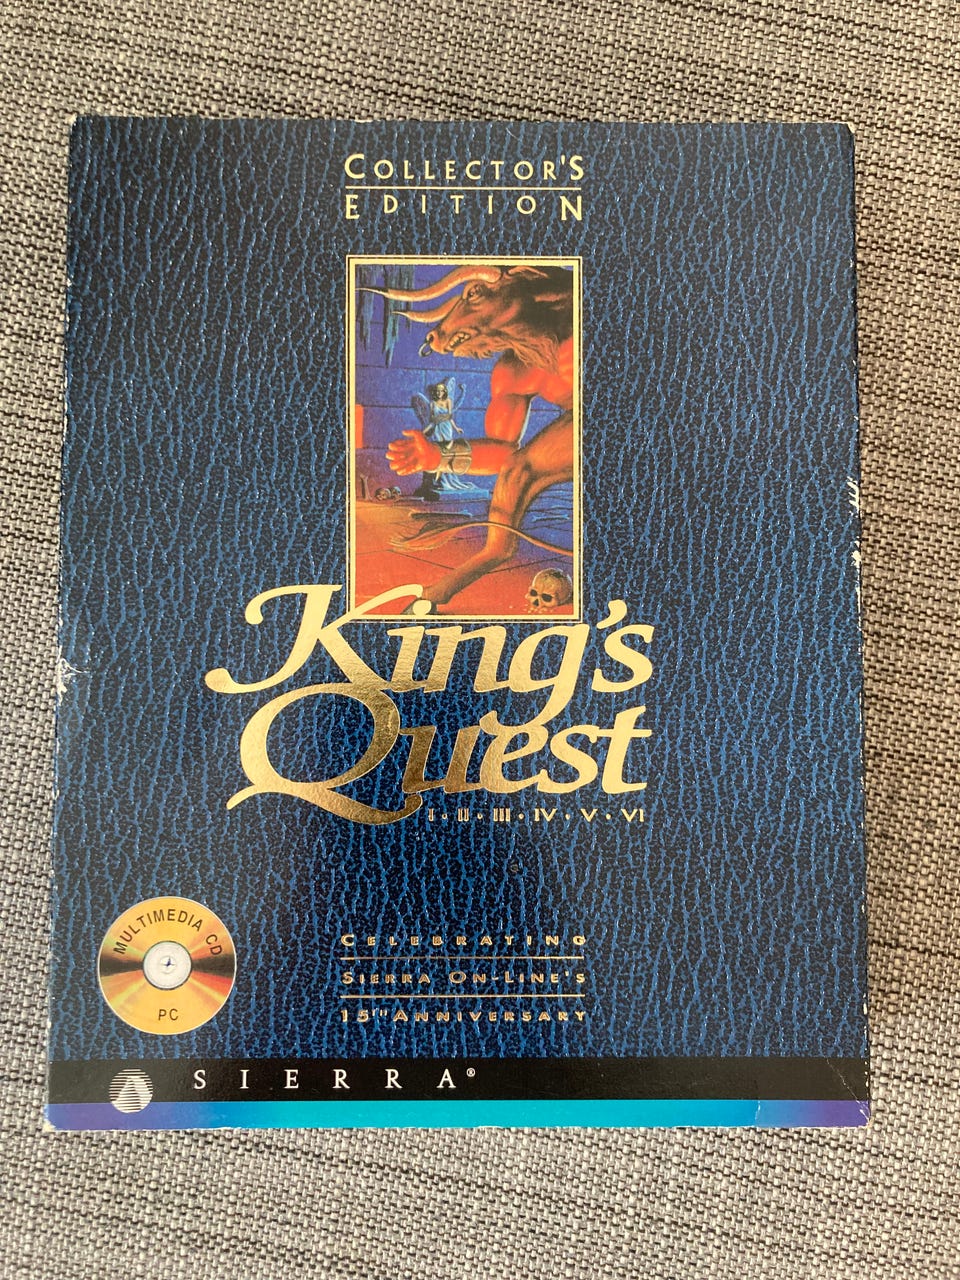 COLLECTOR'S
EDITION
King's
Quest
I • II • III • IV • V • VI
MULTIMEDIA CD
PC
CELEBRATING
SIERRA ON-LINE'S
15TH ANNIVERSARY
SIERRA®